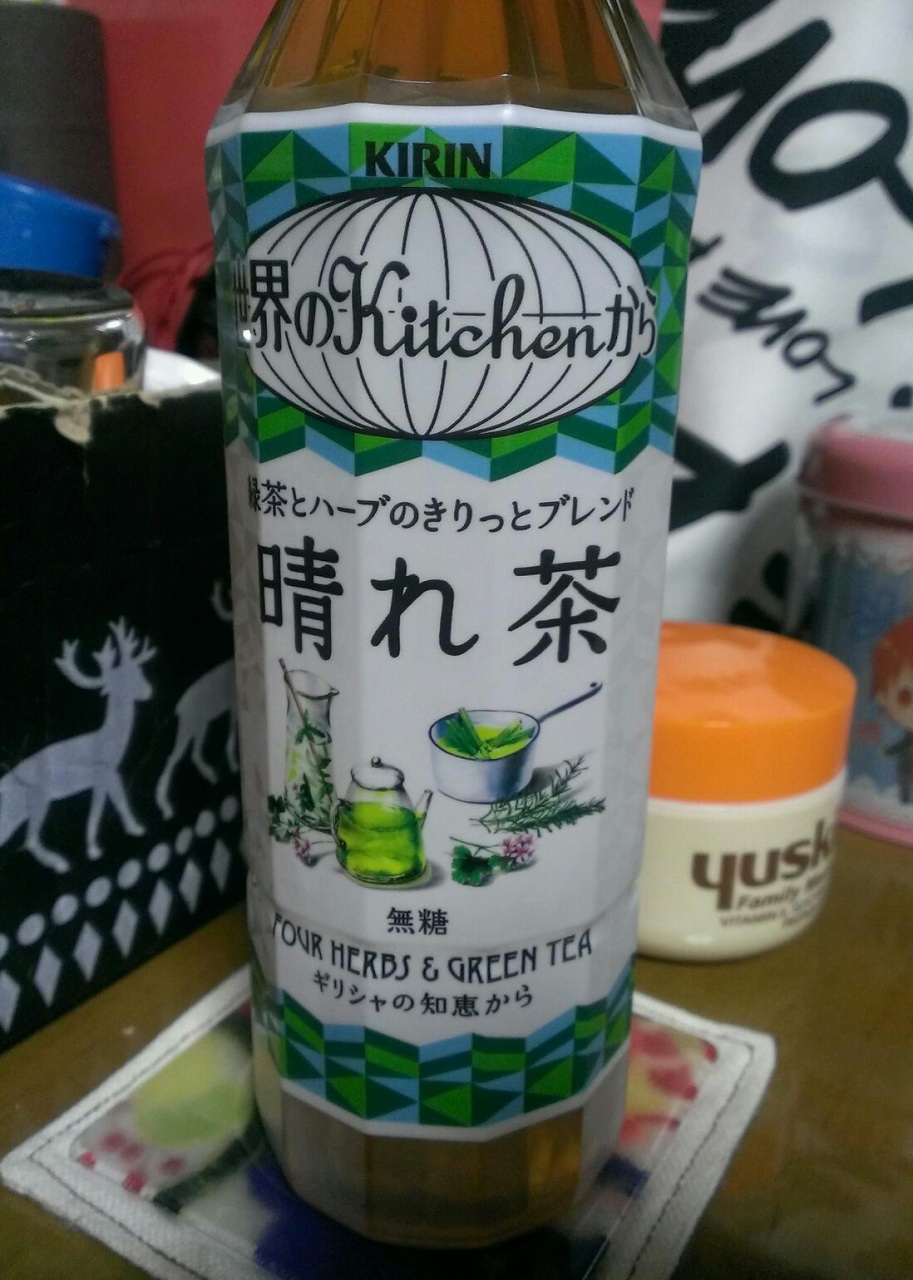 KIRIN
世界のKitchenから
緑茶とハーブのきりっとブレンド
晴れ茶
無糖
FOUR HERBS & GREEN TEA
ギリシャの知恵から
Family